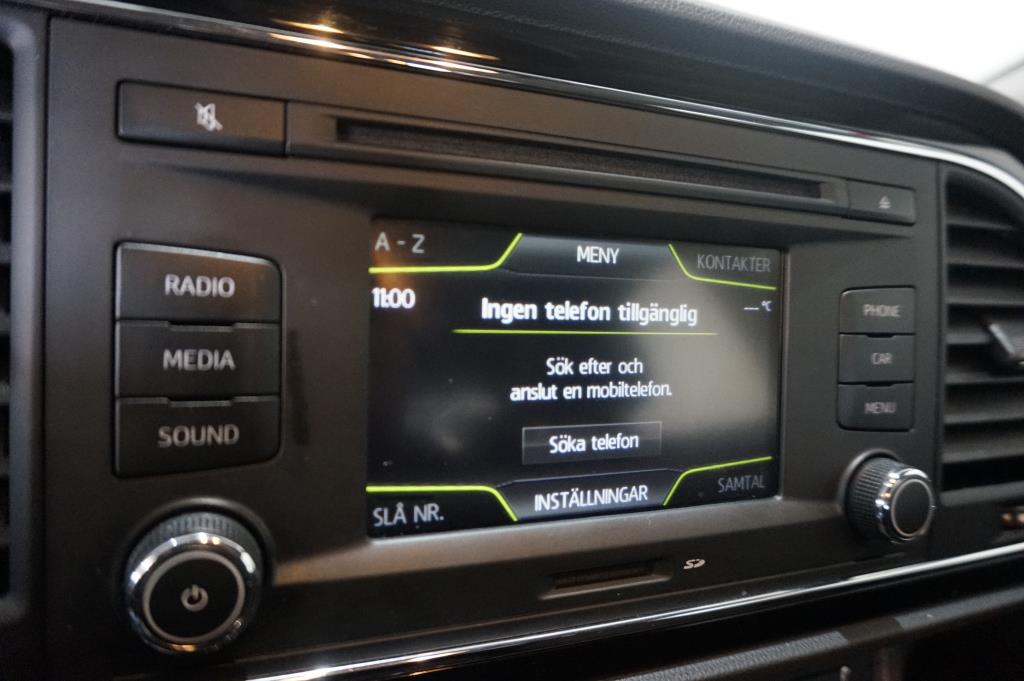 A - Z
MENY
KONTAKTER
11:00
Ingen telefon tillgänglig
--- °C
Sök efter och
anslut en mobiltelefon.
Söka telefon
SLÅ NR.
INSTÄLLNINGAR
SAMTAL
RADIO
MEDIA
SOUND
PHONE
CAR
MENU
SD